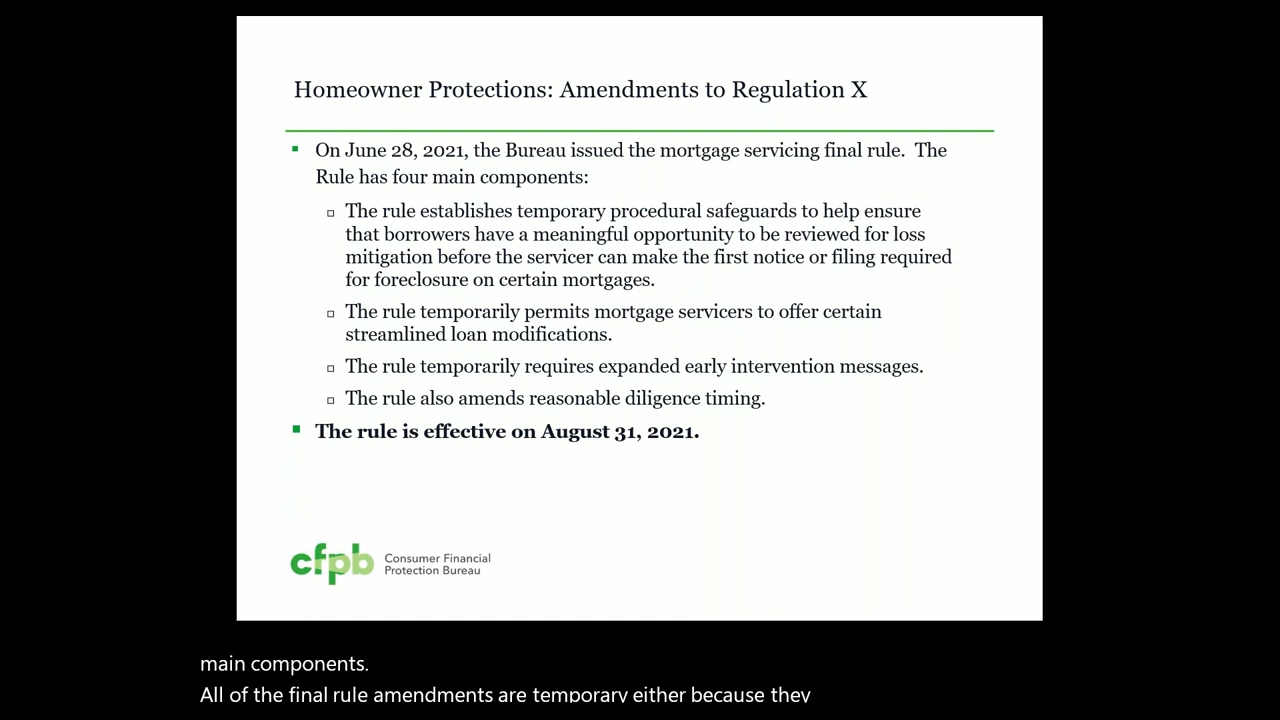 Homeowner Protections: Amendments to Regulation X
On June 28, 2021, the Bureau issued the mortgage servicing final rule.  The
Rule has four main components:
The rule establishes temporary procedural safeguards to help ensure
that borrowers have a meaningful opportunity to be reviewed for loss
mitigation before the servicer can make the first notice or filing required
for foreclosure on certain mortgages.
The rule temporarily permits mortgage servicers to offer certain
streamlined loan modifications.
The rule temporarily requires expanded early intervention messages.
The rule also amends reasonable diligence timing.
The rule is effective on August 31, 2021.
cfpb
Consumer Financial
Protection Bureau
main components.
All of the final rule amendments are temporary either because they